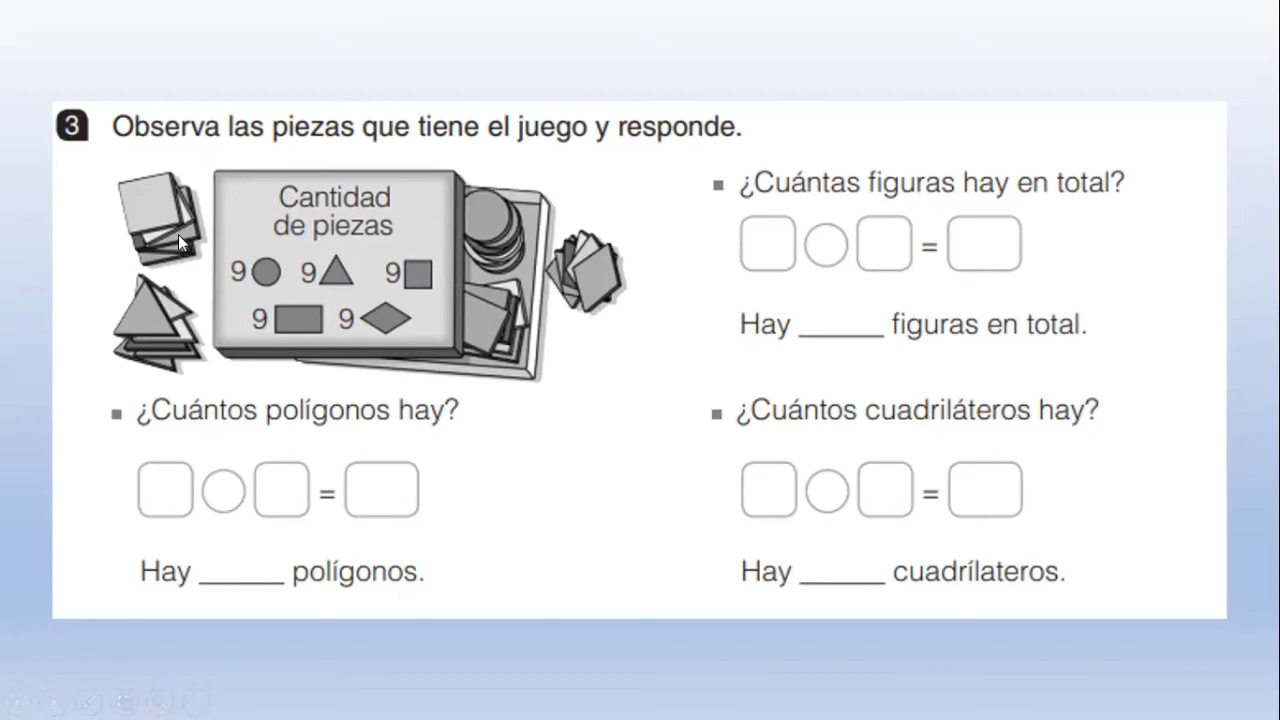 3 Observa las piezas que tiene el juego y responde.
Cantidad
de piezas
9 9 9
9 9
¿Cuántas figuras hay en total?
=
Hay ______ figuras en total.
¿Cuántos polígonos hay?
=
Hay ______ polígonos.
¿Cuántos cuadriláteros hay?
=
Hay ______ cuadrílateros.